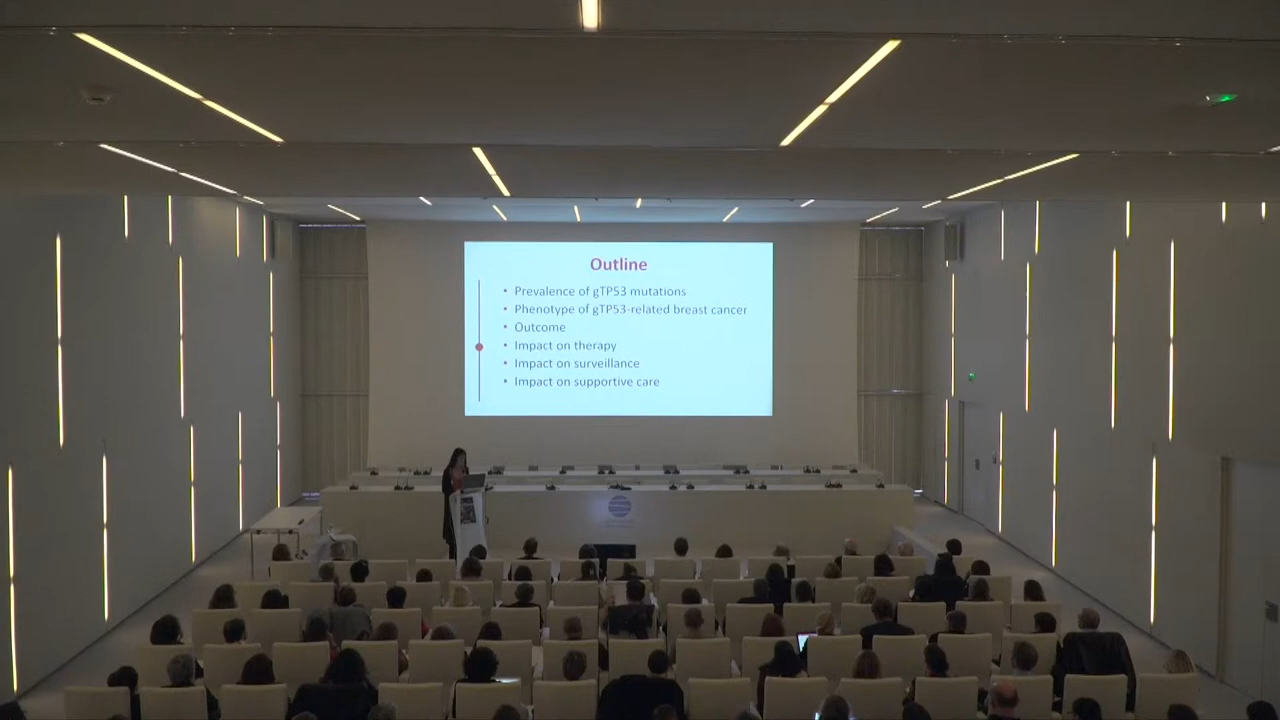 Outline
• Prevalence of gTP53 mutations
• Phenotype of gTP53-related breast cancer
• Outcome
• Impact on therapy
• Impact on surveillance
• Impact on supportive care